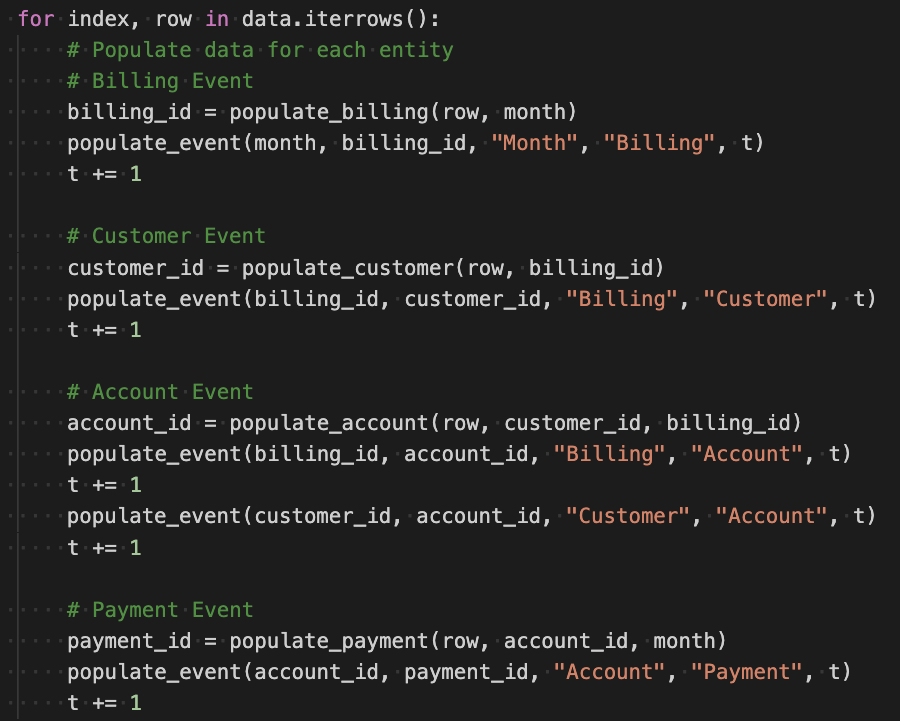 for index, row in data.iterrows():
    # Populate data for each entity
    # Billing Event
    billing_id = populate_billing(row, month)
    populate_event(month, billing_id, "Month", "Billing", t)
    t += 1

    # Customer Event
    customer_id = populate_customer(row, billing_id)
    populate_event(billing_id, customer_id, "Billing", "Customer", t)
    t += 1

    # Account Event
    account_id = populate_account(row, customer_id, billing_id)
    populate_event(billing_id, account_id, "Billing", "Account", t)
    t += 1
    populate_event(customer_id, account_id, "Customer", "Account", t)
    t += 1

    # Payment Event
    payment_id = populate_payment(row, account_id, month)
    populate_event(account_id, payment_id, "Account", "Payment", t)
    t += 1